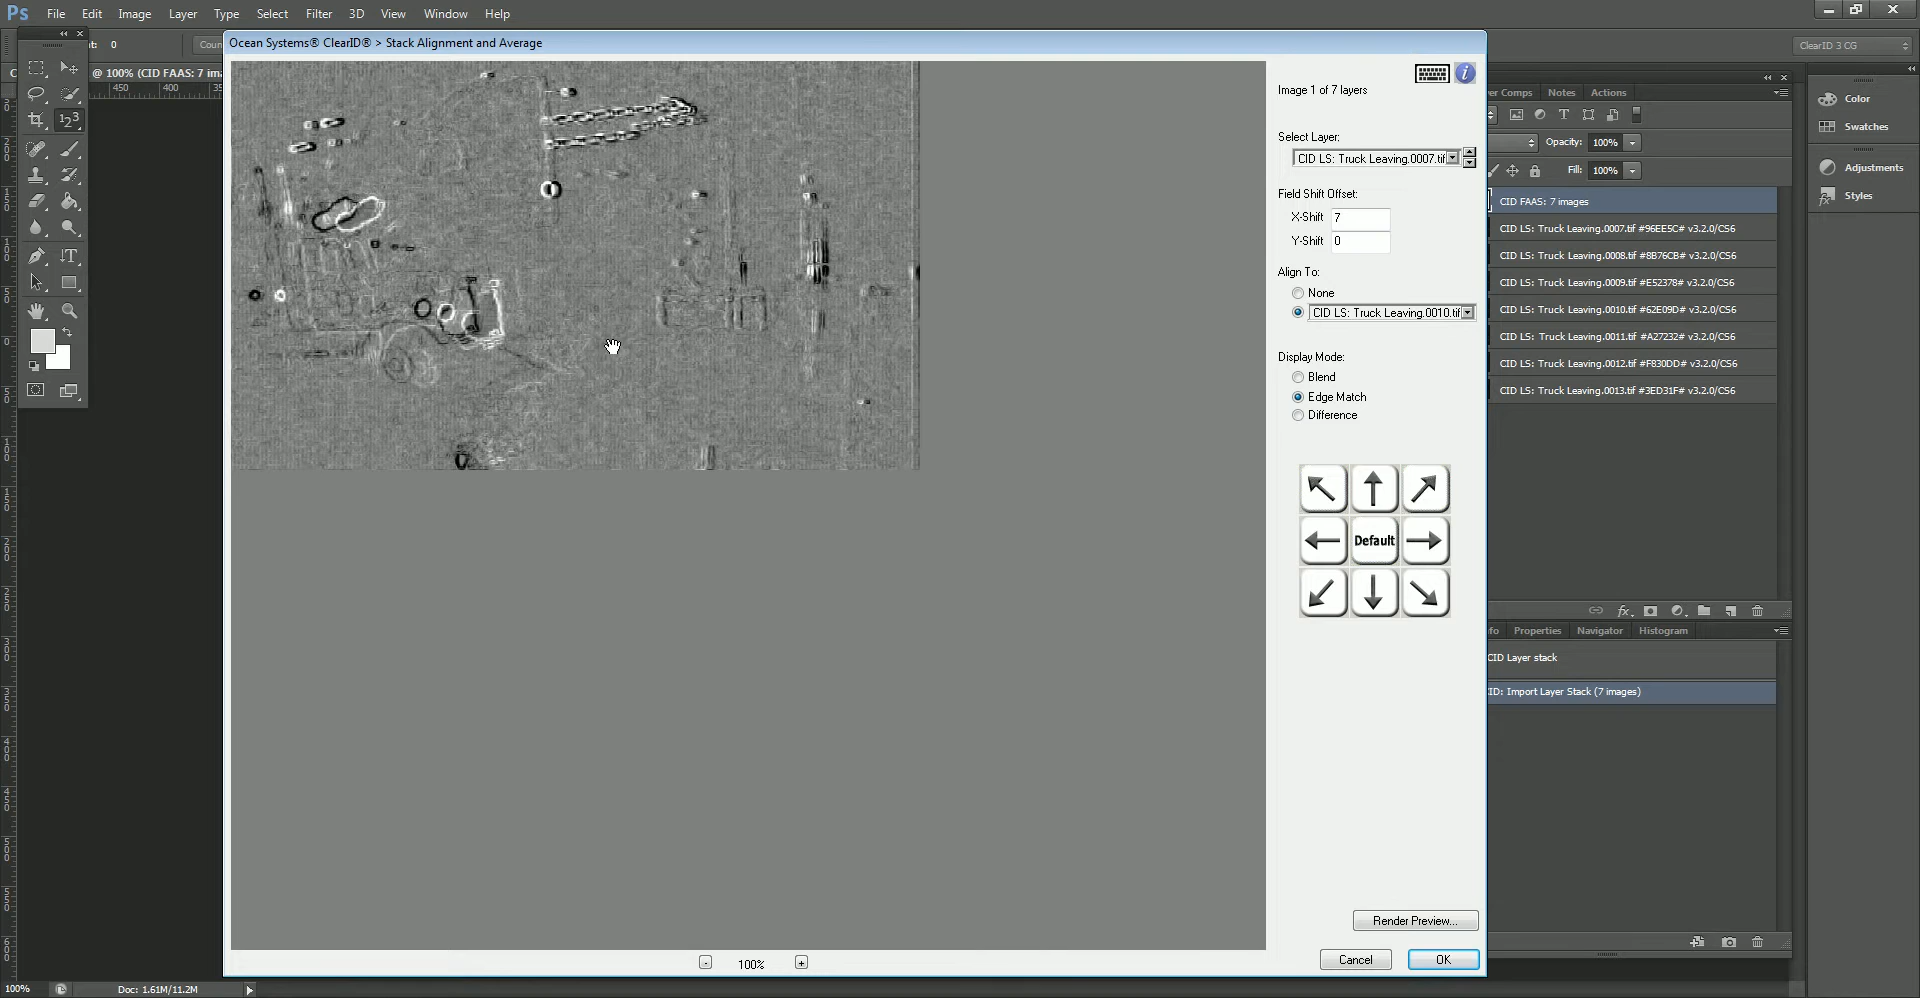 Ps File Edit Image Layer Type Select Filter 3D View Window Help
0 Coun
ClearID 3 CG
@ 100% (CID FAAS: 7 ima
Ocean Systems® ClearID® > Stack Alignment and Average
Image 1 of 7 layers
Select Layer:
CID LS: Truck Leaving.0007.tif
Field Shift Offset:
X-Shift 7
Y-Shift 0
Align To:
None
CID LS: Truck Leaving.0010.tif
Display Mode:
Blend
Edge Match
Difference
Default
Render Preview...
Cancel OK
- 100% +
Comps Notes Actions
Opacity: 100%
Fill: 100%
CID FAAS: 7 images
CID LS: Truck Leaving.0007.tif #96EE5C# v3.2.0/CS6
CID LS: Truck Leaving.0008.tif #8B76CB# v3.2.0/CS6
CID LS: Truck Leaving.0009.tif #E52378# v3.2.0/CS6
CID LS: Truck Leaving.0010.tif #62E09D# v3.2.0/CS6
CID LS: Truck Leaving.0011.tif #A27232# v3.2.0/CS6
CID LS: Truck Leaving.0012.tif #F830DD# v3.2.0/CS6
CID LS: Truck Leaving.0013.tif #3ED31F# v3.2.0/CS6
Properties Navigator Histogram
CID Layer stack
CID: Import Layer Stack (7 images)
Color
Swatches
Adjustments
Styles
100% Doc: 1.61M/11.2M